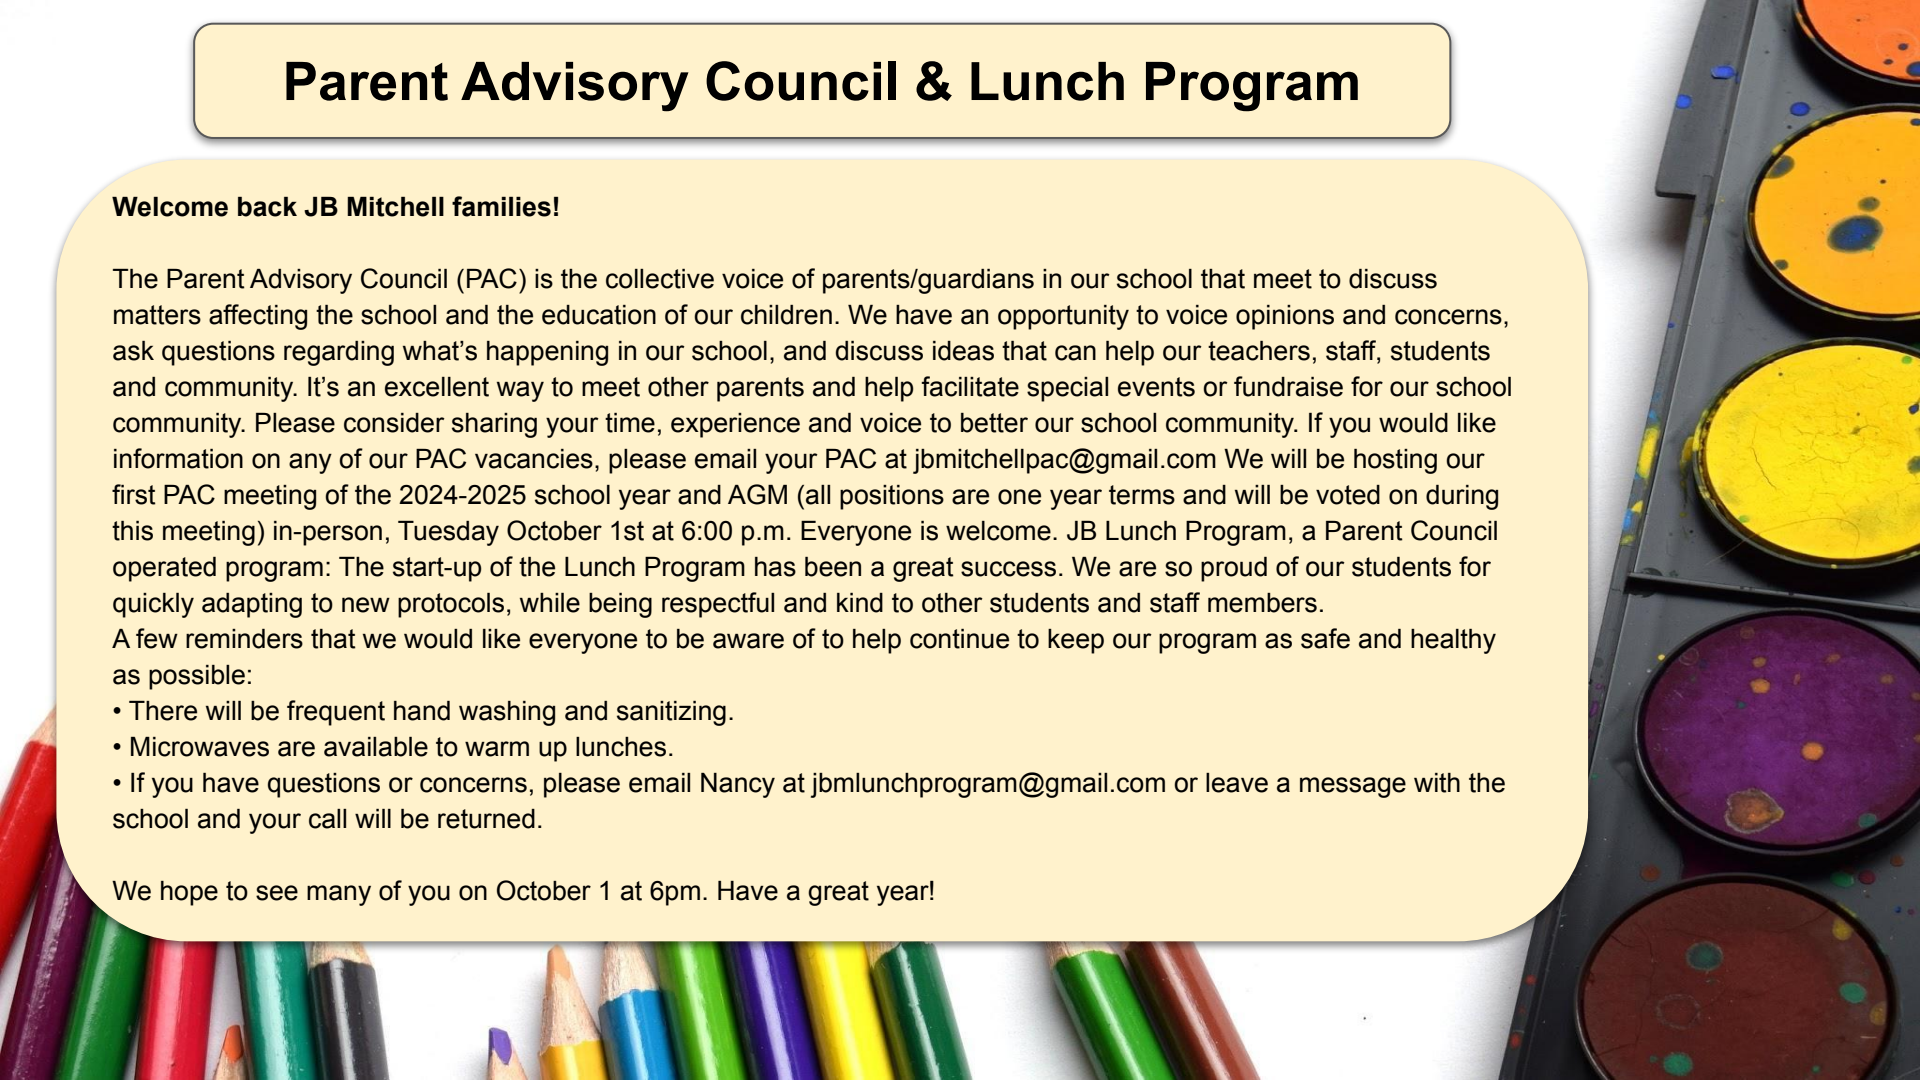 Parent Advisory Council & Lunch Program
Welcome back JB Mitchell families!
The Parent Advisory Council (PAC) is the collective voice of parents/guardians in our school that meet to discuss
matters affecting the school and the education of our children. We have an opportunity to voice opinions and concerns,
ask questions regarding what’s happening in our school, and discuss ideas that can help our teachers, staff, students
and community. It’s an excellent way to meet other parents and help facilitate special events or fundraise for our school
community. Please consider sharing your time, experience and voice to better our school community. If you would like
information on any of our PAC vacancies, please email your PAC at jbmitchellpac@gmail.com We will be hosting our
first PAC meeting of the 2024-2025 school year and AGM (all positions are one year terms and will be voted on during
this meeting) in-person, Tuesday October 1st at 6:00 p.m. Everyone is welcome. JB Lunch Program, a Parent Council
operated program: The start-up of the Lunch Program has been a great success. We are so proud of our students for
quickly adapting to new protocols, while being respectful and kind to other students and staff members.
A few reminders that we would like everyone to be aware of to help continue to keep our program as safe and healthy
as possible:
• There will be frequent hand washing and sanitizing.
• Microwaves are available to warm up lunches.
• If you have questions or concerns, please email Nancy at jbmlunchprogram@gmail.com or leave a message with the
school and your call will be returned.
We hope to see many of you on October 1 at 6pm. Have a great year!